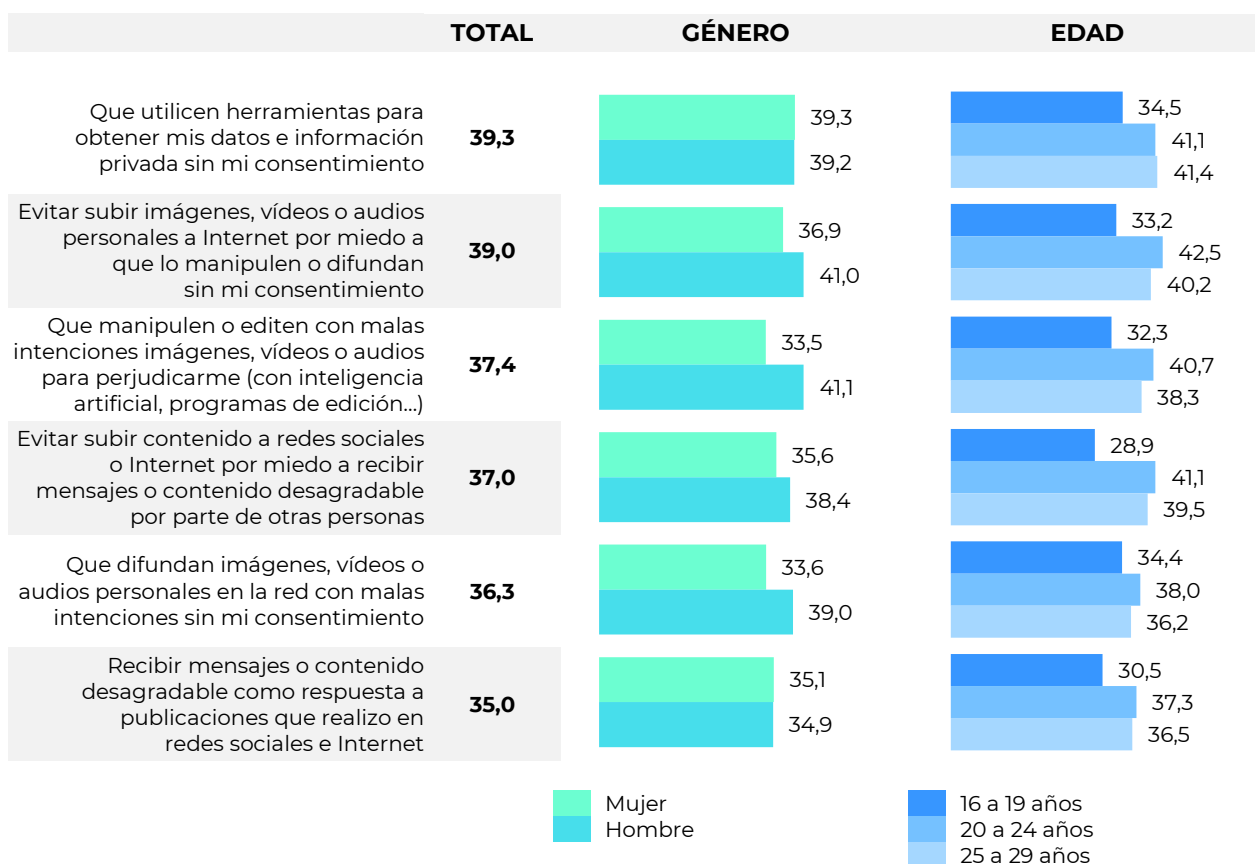 TOTAL GÉNERO EDAD
Que utilicen herramientas para
obtener mis datos e información
privada sin mi consentimiento
39,3
39,3
39,2
34,5
41,1
41,4
Evitar subir imágenes, vídeos o audios
personales a Internet por miedo a
que lo manipulen o difundan
sin mi consentimiento
39,0
36,9
41,0
33,2
42,5
40,2
Que manipulen o editen con malas
intenciones imágenes, vídeos o audios
para perjudicarme (con inteligencia
artificial, programas de edición...)
37,4
33,5
41,1
32,3
40,7
38,3
Evitar subir contenido a redes sociales
o Internet por miedo a recibir
mensajes o contenido desagradable
por parte de otras personas
37,0
35,6
38,4
28,9
41,1
39,5
Que difundan imágenes, vídeos o
audios personales en la red con malas
intenciones sin mi consentimiento
36,3
33,6
39,0
34,4
38,0
36,2
Recibir mensajes o contenido
desagradable como respuesta a
publicaciones que realizo en
redes sociales e Internet
35,0
35,1
34,9
30,5
37,3
36,5
Mujer
Hombre
16 a 19 años
20 a 24 años
25 a 29 años